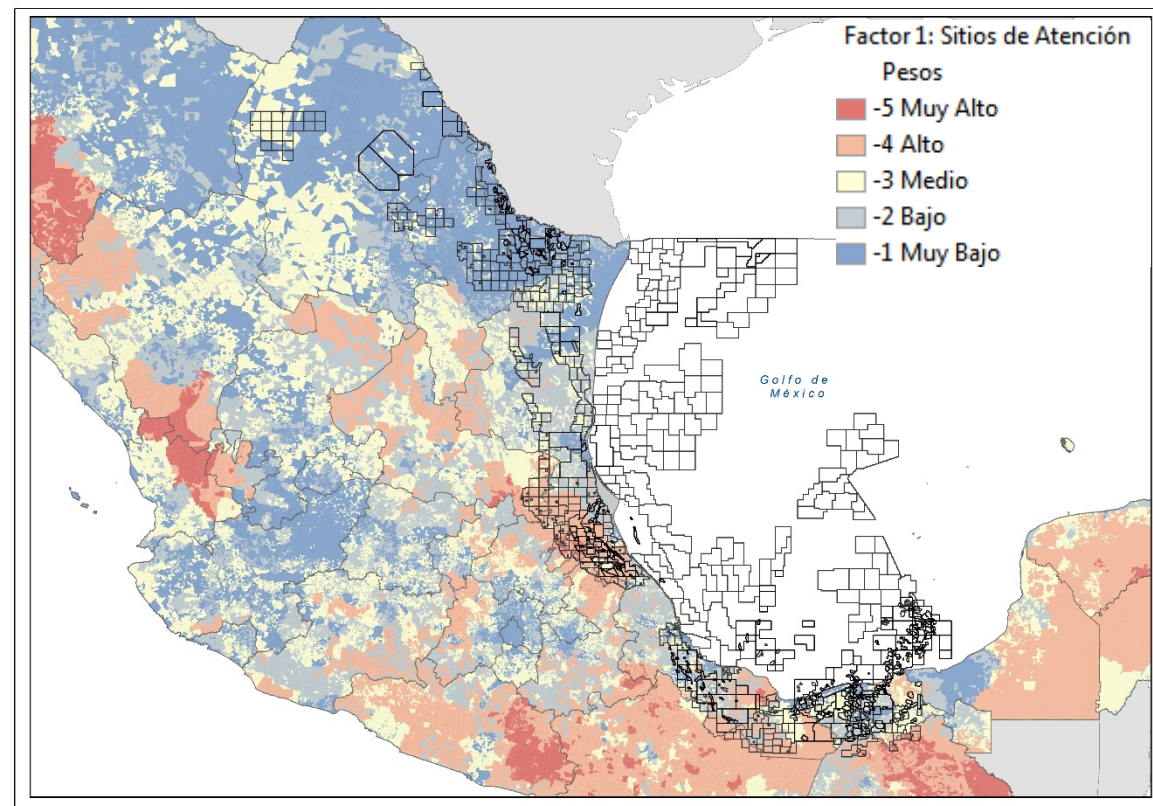 Factor 1: Sitios de Atención
Pesos
-5 Muy Alto
-4 Alto
-3 Medio
-2 Bajo
-1 Muy Bajo
Golfo de
México